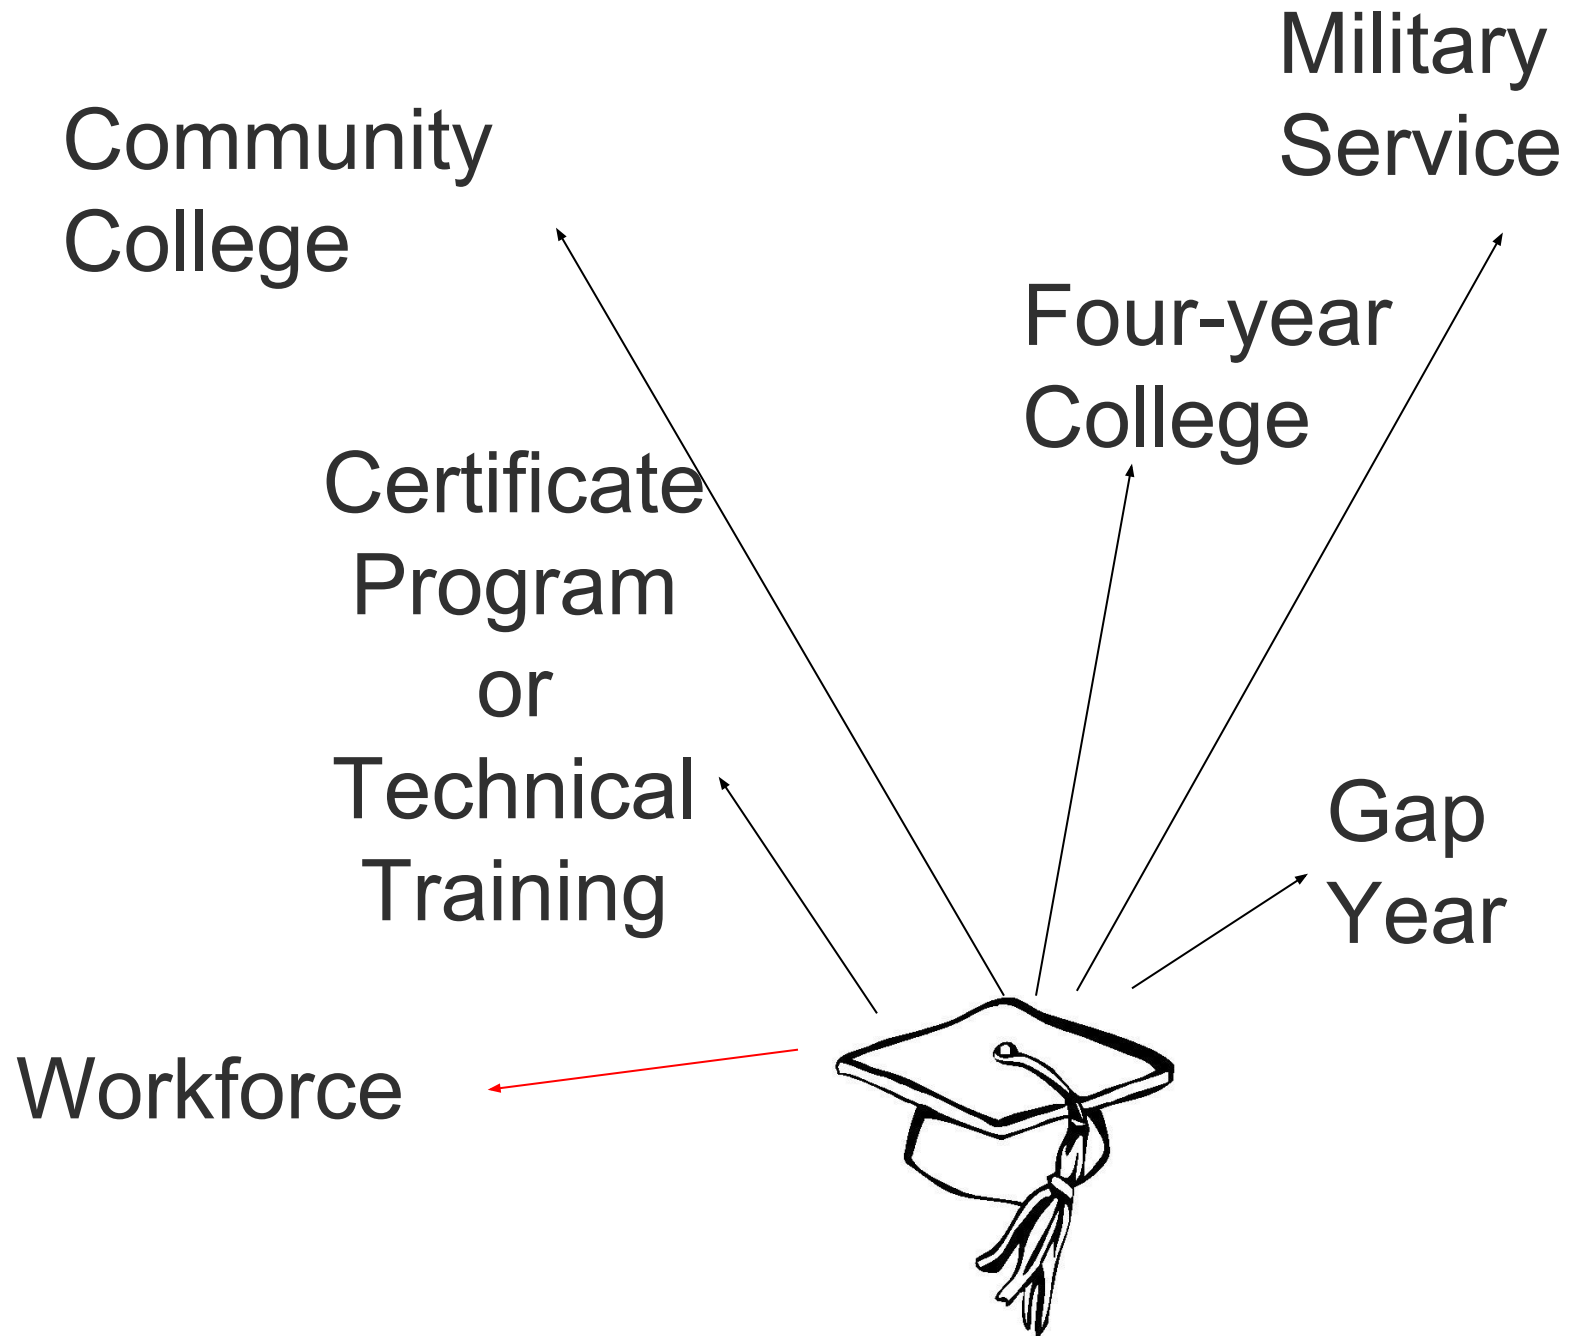 Military
Service
Community
College
Four-year
College
Certificate
Program
or
Technical
Training
Gap
Year
Workforce